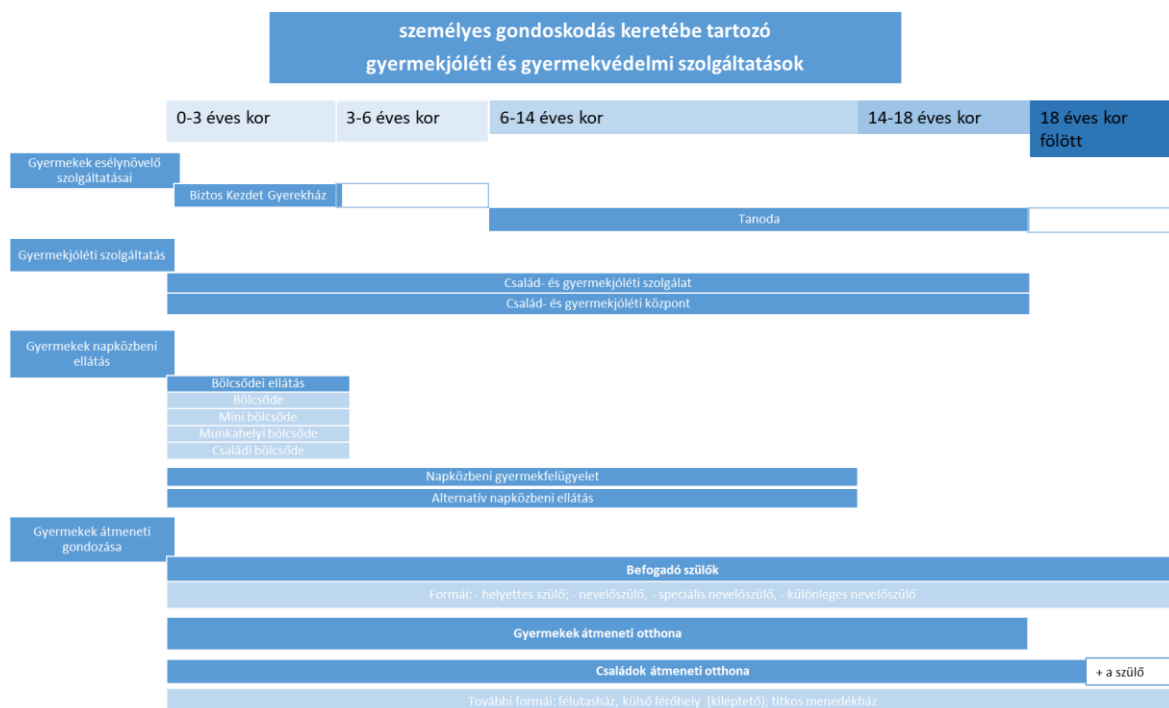 személyes gondoskodás keretébe tartozó
gyermekjóléti és gyermekvédelmi szolgáltatások
0-3 éves kor
3-6 éves kor
6-14 éves kor
14-18 éves kor
18 éves kor
fölött
Gyermekek esélynövelő
szolgáltatásai
Biztos Kezdet Gyerekház
Tanoda
Gyermekjóléti szolgáltatás
Család- és gyermekjóléti szolgálat
Család- és gyermekjóléti központ
Gyermekek napközbeni
ellátás
Bölcsődei ellátás
Bölcsőde
Mini bölcsőde
Munkahelyi bölcsőde
Családi bölcsőde
Napközbeni gyermekfelügyelet
Alternatív napközbeni ellátás
Gyermekek átmeneti
gondozása
Befogadó szülők
Formái: - helyettes szülő; - nevelőszülő, - speciális nevelőszülő, - különleges nevelőszülő
Gyermekek átmeneti otthona
Családok átmeneti otthona
+ a szülő
További formái: félutasház, külső férőhely (kiléptető); titkos menedékház